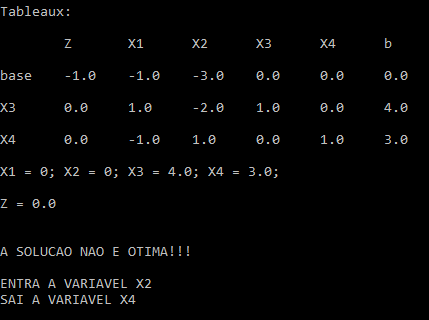 Tableaux:
Z X1 X2 X3 X4 b
base -1.0 -1.0 -3.0 0.0 0.0 0.0
X3 0.0 1.0 -2.0 1.0 0.0 4.0
X4 0.0 -1.0 1.0 0.0 1.0 3.0
X1 = 0; X2 = 0; X3 = 4.0; X4 = 3.0;
Z = 0.0
A SOLUCAO NAO E OTIMA!!!
ENTRA A VARIAVEL X2
SAI A VARIAVEL X4